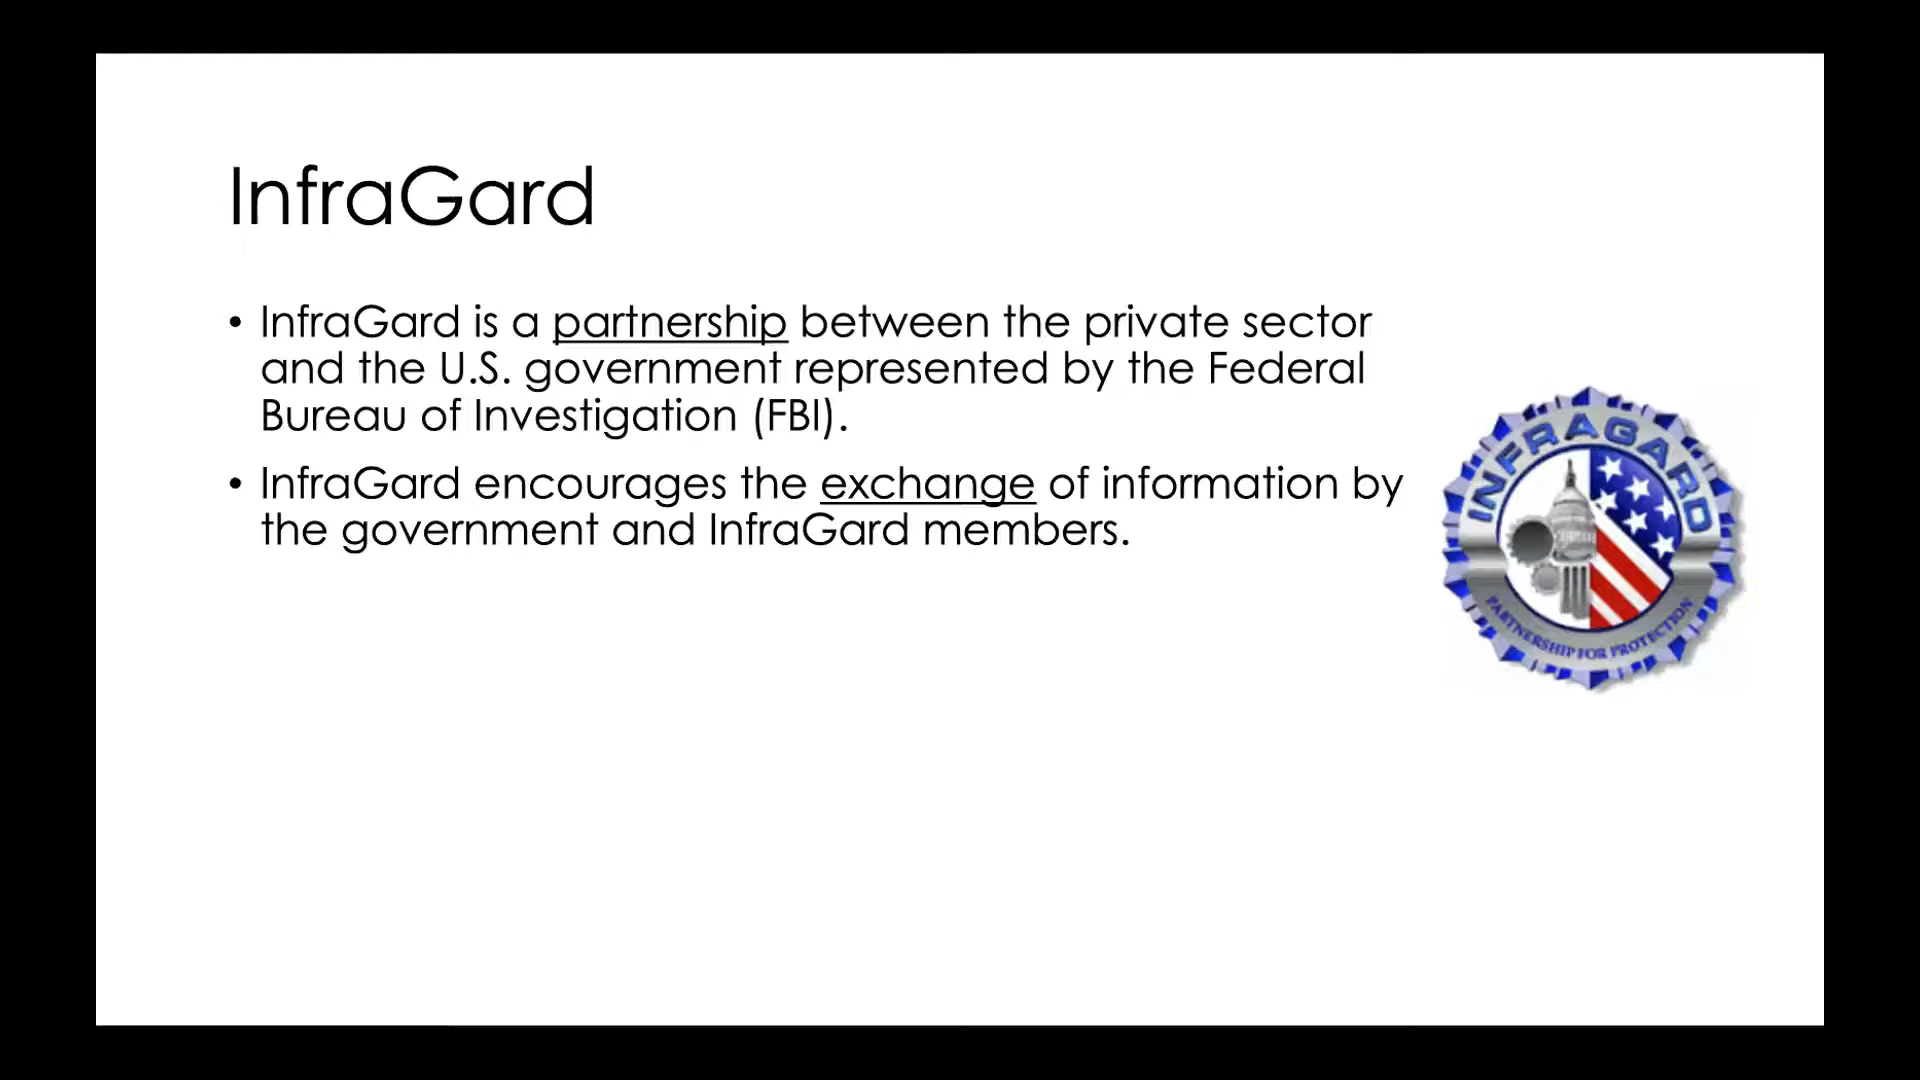 InfraGard
• InfraGard is a partnership between the private sector
and the U.S. government represented by the Federal
Bureau of Investigation (FBI).
• InfraGard encourages the exchange of information by
the government and InfraGard members.
INFRAGARD
PARTNERSHIP FOR PROTECTION